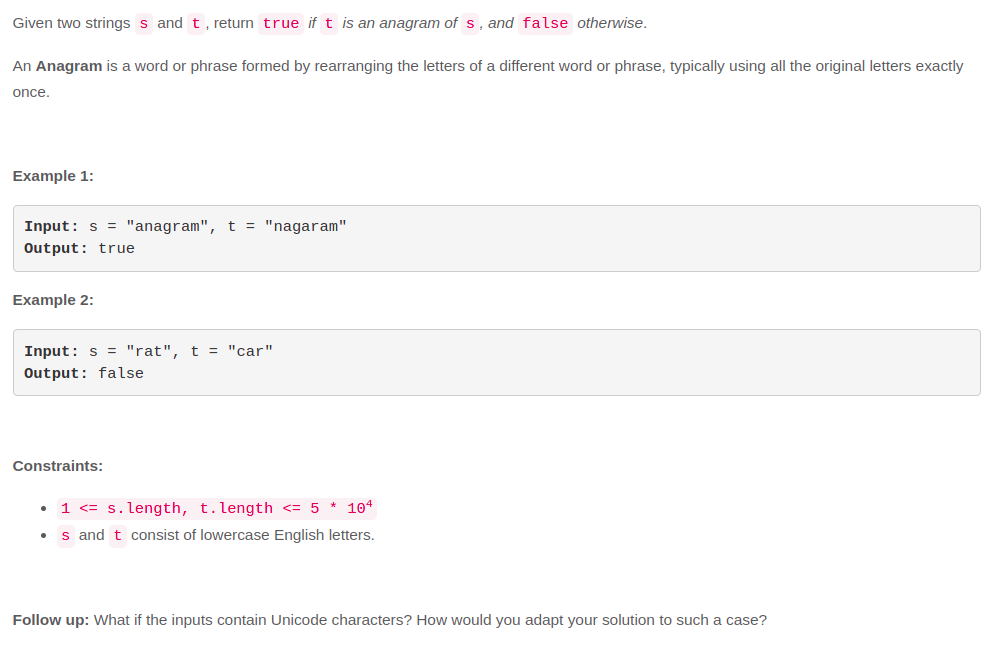 Given two strings s and t, return true if t is an anagram of s, and false otherwise.
An Anagram is a word or phrase formed by rearranging the letters of a different word or phrase, typically using all the original letters exactly
once.
Example 1:
Input: s = "anagram", t = "nagaram"
Output: true
Example 2:
Input: s = "rat", t = "car"
Output: false
Constraints:
• 1 <= s.length, t.length <= 5 * 10⁴
• s and t consist of lowercase English letters.
Follow up: What if the inputs contain Unicode characters? How would you adapt your solution to such a case?